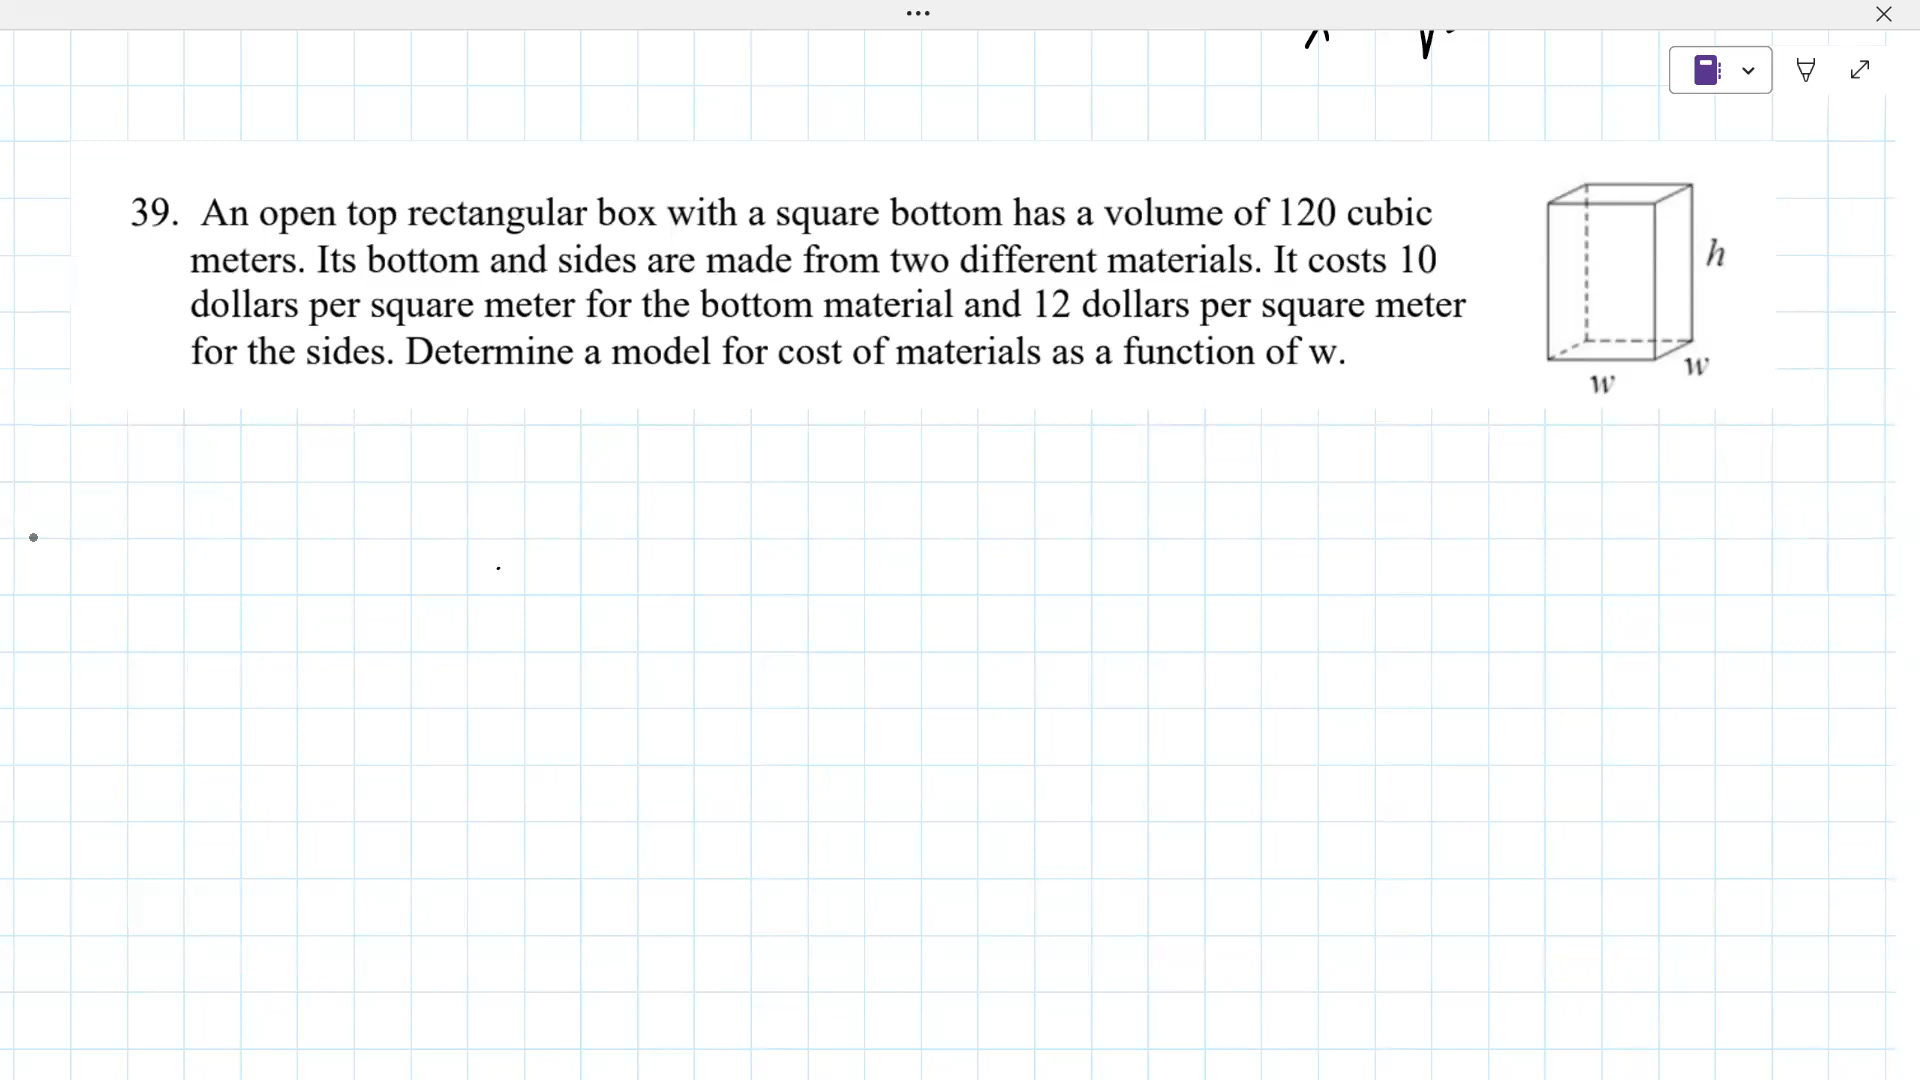 39. An open top rectangular box with a square bottom has a volume of 120 cubic
meters. Its bottom and sides are made from two different materials. It costs 10
dollars per square meter for the bottom material and 12 dollars per square meter
for the sides. Determine a model for cost of materials as a function of w.
h
w
w